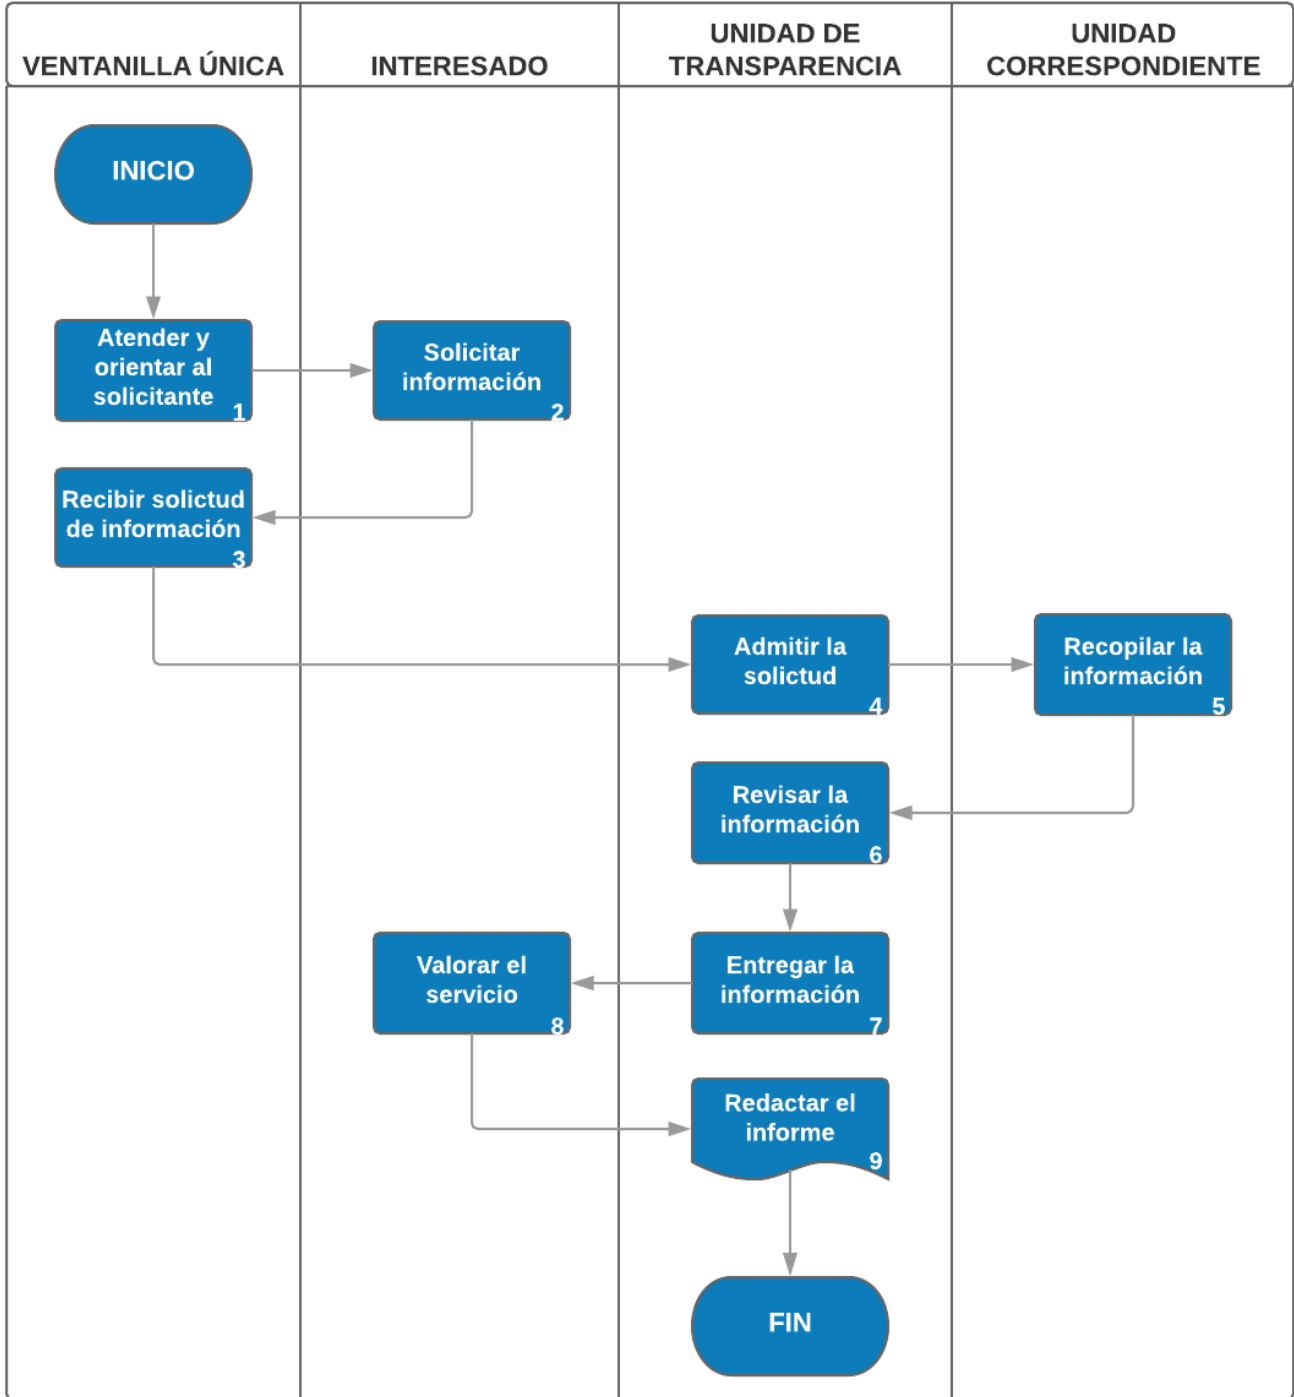 VENTANILLA ÚNICA
INTERESADO
UNIDAD DE
TRANSPARENCIA
UNIDAD
CORRESPONDIENTE
INICIO
Atender y
orientar al
solicitante
1
Solicitar
información
2
Recibir solictud
de información
3
Admitir la
solictud
4
Recopilar la
información
5
Revisar la
información
6
Entregar la
información
7
Valorar el
servicio
8
Redactar el
informe
9
FIN